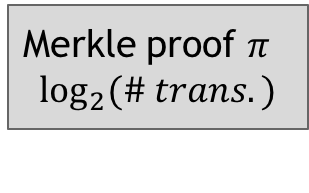 Merkle proof π
log₂(# trans.)